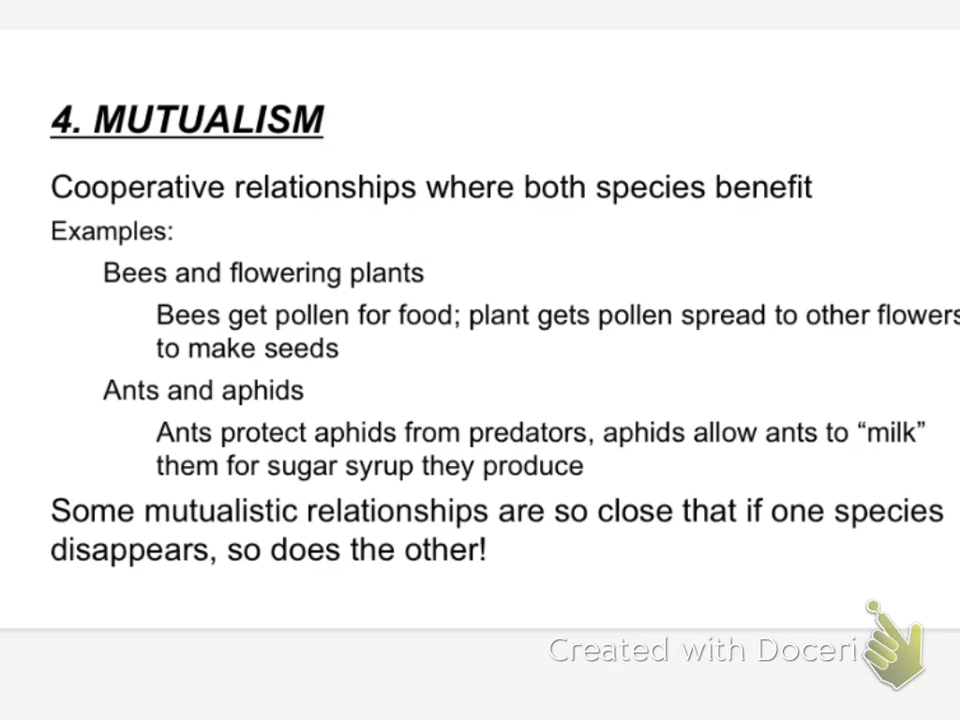 4. MUTUALISM
Cooperative relationships where both species benefit
Examples:
Bees and flowering plants
Bees get pollen for food; plant gets pollen spread to other flowers
to make seeds
Ants and aphids
Ants protect aphids from predators, aphids allow ants to “milk”
them for sugar syrup they produce
Some mutualistic relationships are so close that if one species
disappears, so does the other!
Created with Doceri